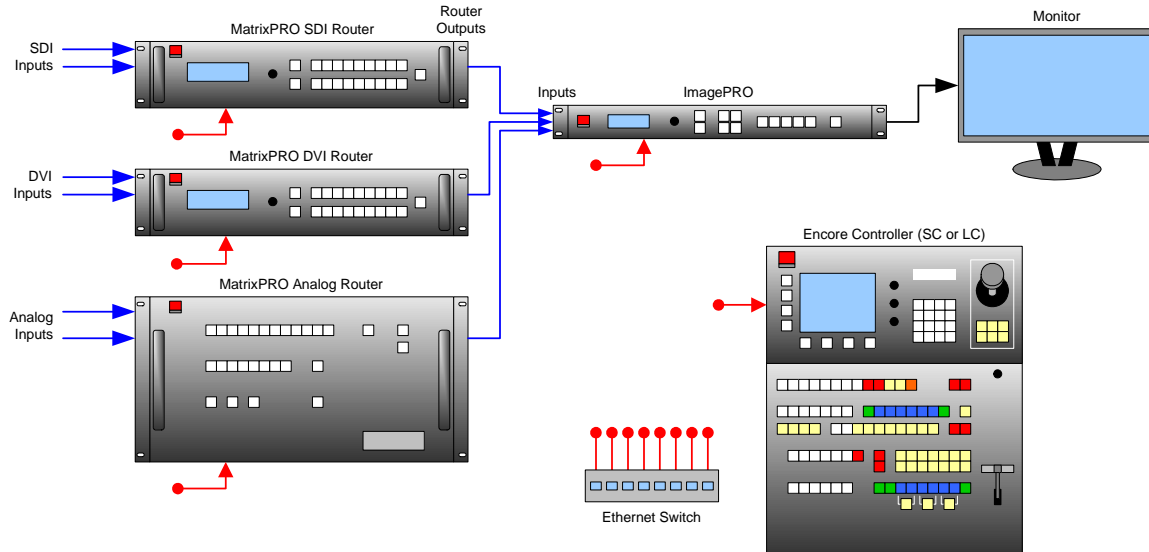 MatrixPRO SDI Router
Router
Outputs
SDI
Inputs
Monitor
Inputs
ImagePRO
MatrixPRO DVI Router
DVI
Inputs
Encore Controller (SC or LC)
MatrixPRO Analog Router
Analog
Inputs
Ethernet Switch